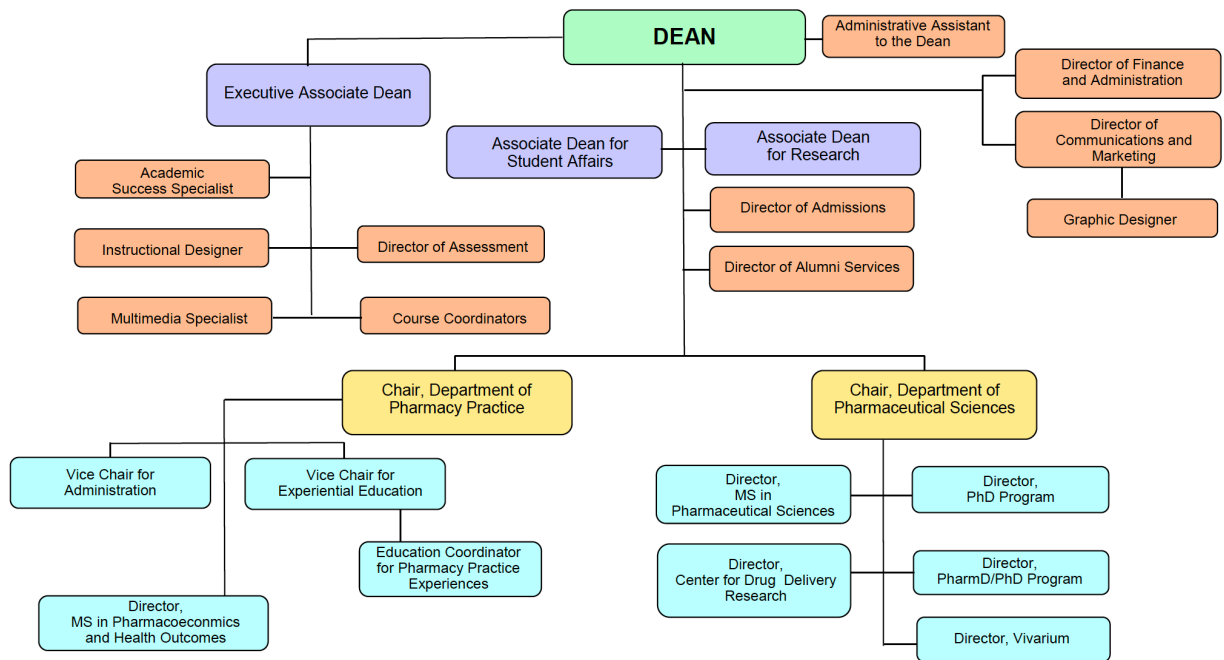 DEAN
Administrative Assistant
to the Dean
Director of Finance
and Administration
Executive Associate Dean
Director of
Communications and
Marketing
Associate Dean for
Student Affairs
Associate Dean
for Research
Academic
Success Specialist
Director of Admissions
Graphic Designer
Instructional Designer
Director of Assessment
Director of Alumni Services
Multimedia Specialist
Course Coordinators
Chair, Department of
Pharmacy Practice
Chair, Department of
Pharmaceutical Sciences
Vice Chair for
Administration
Vice Chair for
Experiential Education
Director,
MS in
Pharmaceutical Sciences
Director,
PhD Program
Education Coordinator
for Pharmacy Practice
Experiences
Director,
Center for Drug  Delivery
Research
Director,
PharmD/PhD Program
Director,
MS in Pharmacoeconmics
and Health Outcomes
Director, Vivarium